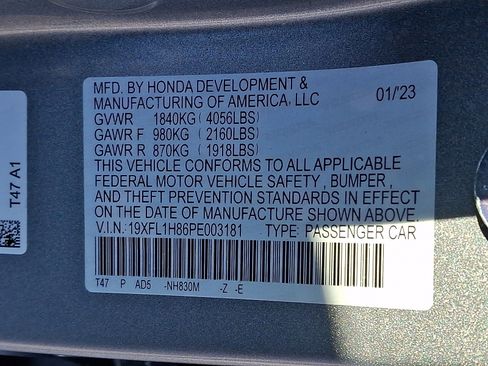 MFD. BY HONDA DEVELOPMENT &
MANUFACTURING OF AMERICA, LLC 01/'23
GVWR 1840KG(4056LBS)
GAWR F 980KG(2160LBS)
GAWR R 870KG(1918LBS)
THIS VEHICLE CONFORMS TO ALL APPLICABLE
FEDERAL MOTOR VEHICLE SAFETY, BUMPER,
AND THEFT PREVENTION STANDARDS IN EFFECT
ON THE DATE OF MANUFACTURE SHOWN ABOVE.
V.I.N. 19XFL1H86PE003181 TYPE: PASSENGER CAR
T47 P AD5 -NH830M -Z -E
T47 A1